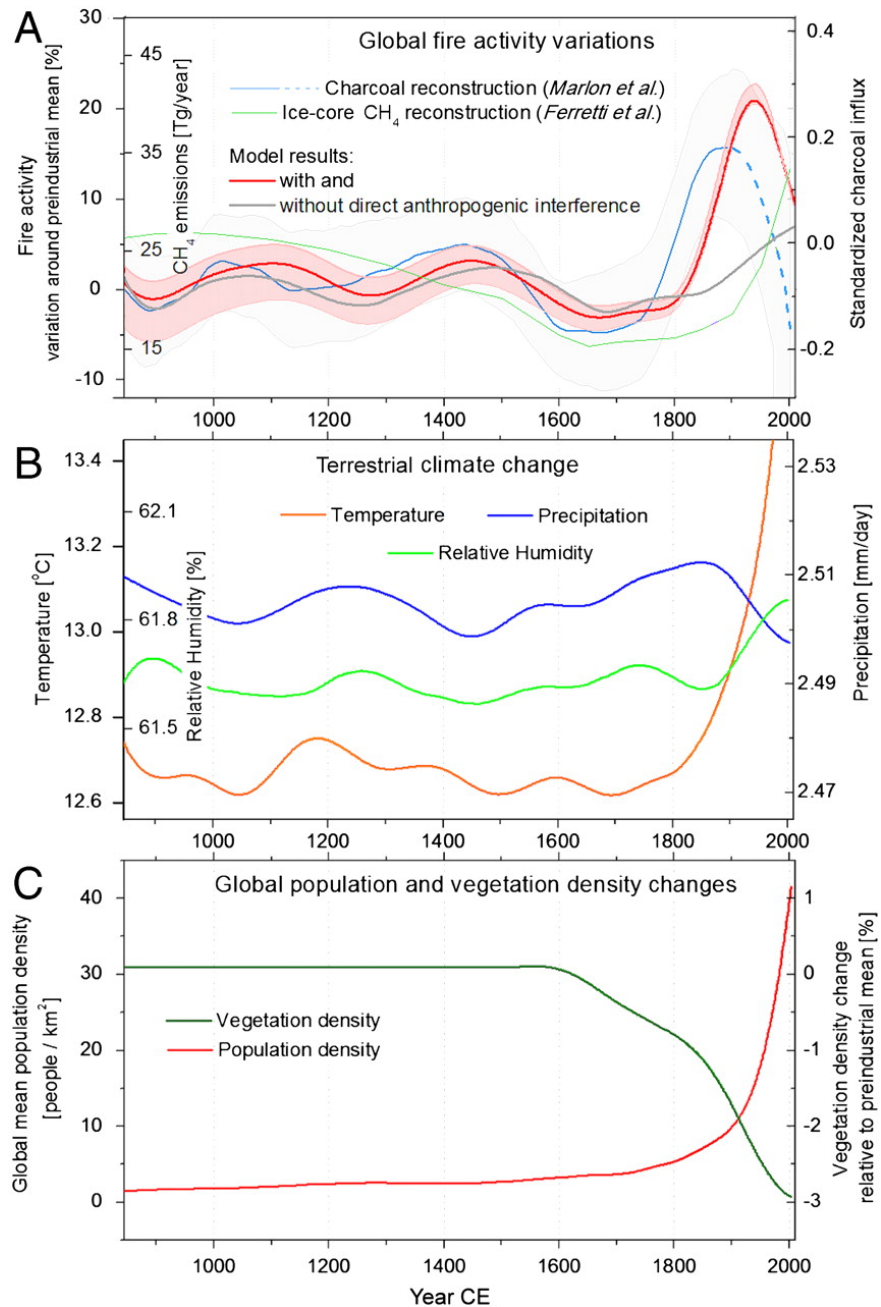 A
Global fire activity variations
Charcoal reconstruction (Marlon et al.)
Ice-core CH4 reconstruction (Ferretti et al.)
Model results:
with and
without direct anthropogenic interference
Fire activity
variation around preindustrial mean [%]
30
20
10
0
-10
CH4 emissions [Tg/year]
45
35
25
15
Standardized charcoal influx
0.4
0.2
0.0
-0.2
1000 1200 1400 1600 1800 2000
B
Terrestrial climate change
Temperature
Precipitation
Relative Humidity
Temperature [°C]
13.4
13.2
13.0
12.8
12.6
Relative Humidity [%]
62.1
61.8
61.5
Precipitation [mm/day]
2.53
2.51
2.49
2.47
1000 1200 1400 1600 1800 2000
C
Global population and vegetation density changes
Vegetation density
Population density
Global mean population density
[people / km²]
40
30
20
10
0
Vegetation density change
relative to preindustrial mean [%]
1
0
-1
-2
-3
1000 1200 1400 1600 1800 2000
Year CE